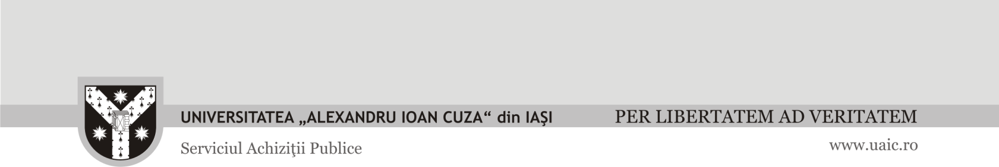 UNIVERSITATEA „ALEXANDRU IOAN CUZA“ din IAŞI
PER LIBERTATEM AD VERITATEM
Serviciul Achiziţii Publice
www.uaic.ro